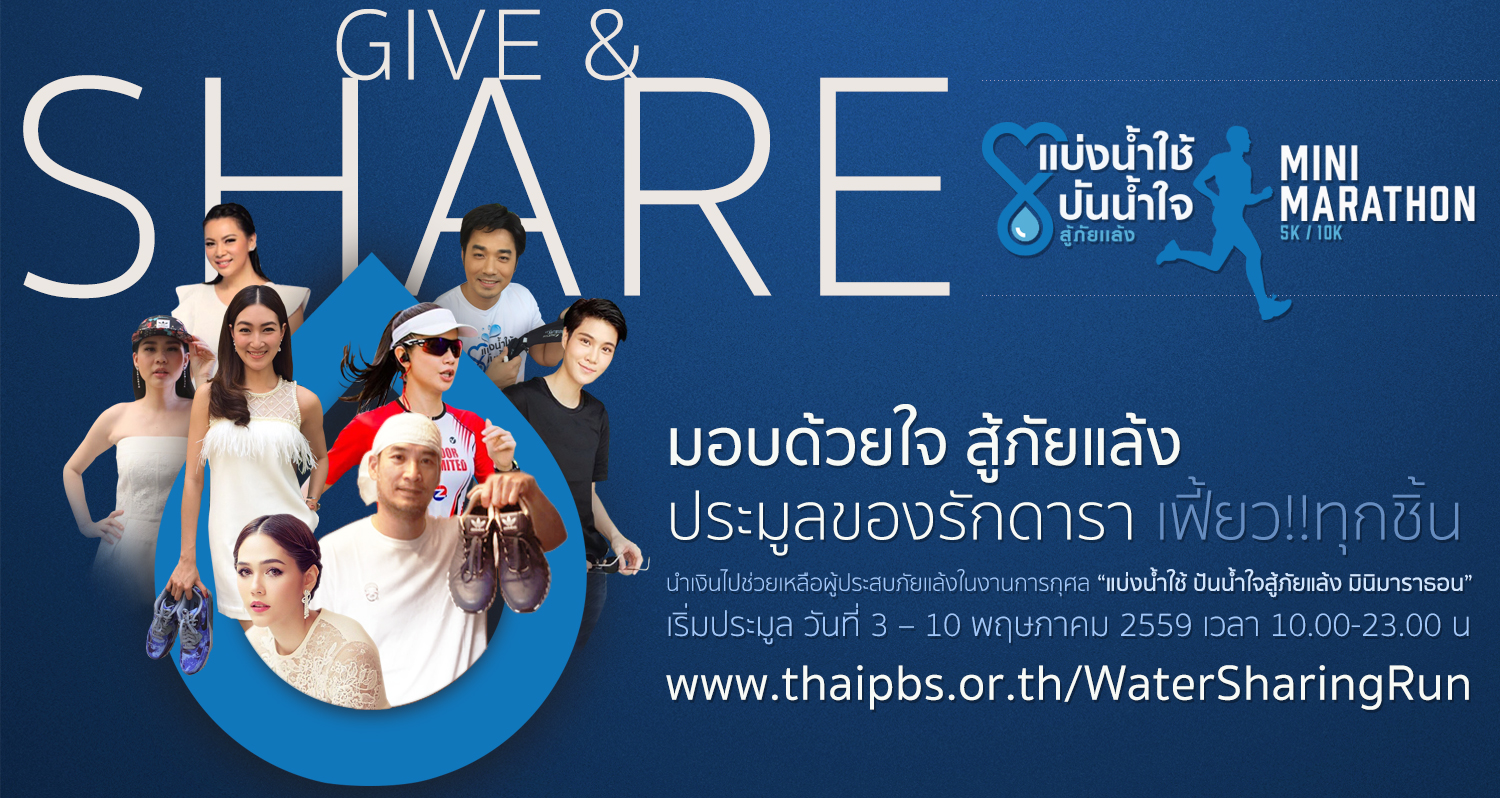 GIVE &
SHARE
แบ่งน้ำใช้
ปันน้ำใจ
สู้ภัยแล้ง
MINI
MARATHON
5K / 10K
แบ่งน้ำใช้
มอบด้วยใจ สู้ภัยแล้ง
ประมูลของรักดารา เฟี้ยว!!ทุกชิ้น
นำเงินไปช่วยเหลือผู้ประสบภัยแล้งในงานการกุศล “แบ่งน้ำใช้ ปันน้ำใจสู้ภัยแล้ง มินิมาราธอน”
เริ่มประมูล วันที่ 3 – 10 พฤษภาคม 2559 เวลา 10.00-23.00 น
www.thaipbs.or.th/WaterSharingRun